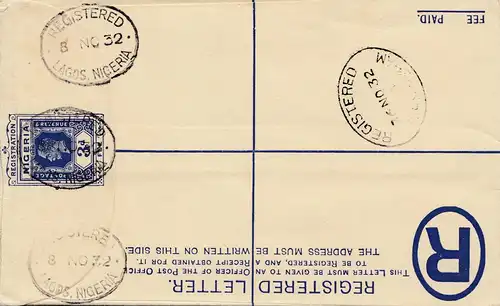 REGISTERED
8 NO 32
LAGOS, NIGERIA
REGISTRATION
NIGERIA
POSTAGE
8 NO 32
LAGOS, NIGERIA
REGISTERED
NO 32
FEE
PAID.
REGISTERED LETTER.
THIS LETTER MUST BE GIVEN TO AN OFFICER OF THE POST OFFICE
TO BE REGISTERED, AND A RECEIPT OBTAINED FOR IT.
THE ADDRESS MUST BE WRITTEN ON THIS SIDE.
R